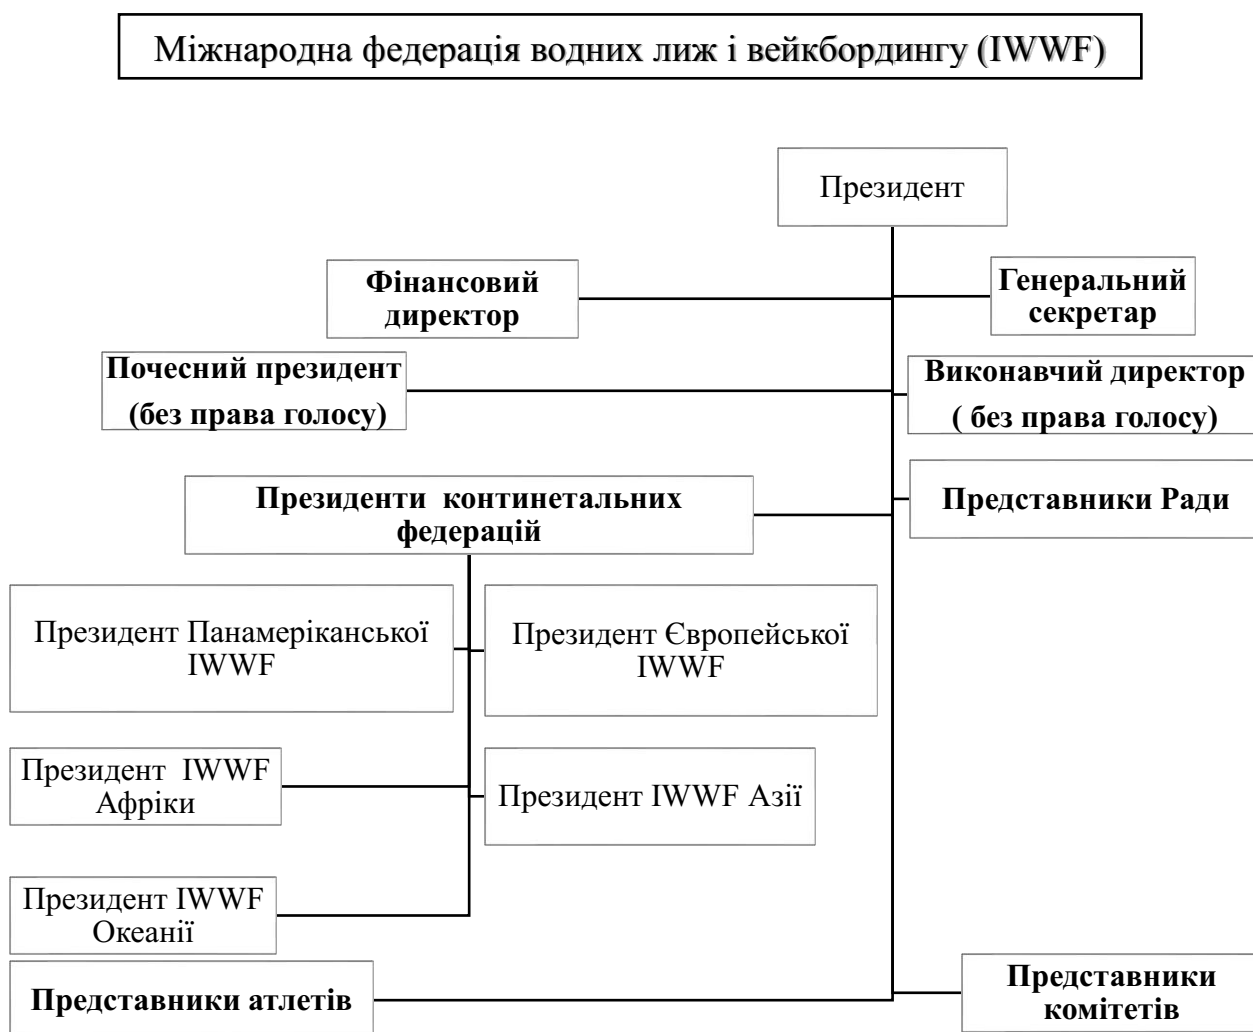 Міжнародна федерація водних лиж і вейкбордингу (IWWF)
Президент
Фінансовий
директор
Генеральний
секретар
Почесний президент
(без права голосу)
Виконавчий директор
( без права голосу)
Президенти континетальних
федерацій
Представники Ради
Президент Панамеріканської
IWWF
Президент Європейської
IWWF
Президент IWWF
Афріки
Президент IWWF Азії
Президент IWWF
Океанії
Представники атлетів
Представники
комітетів